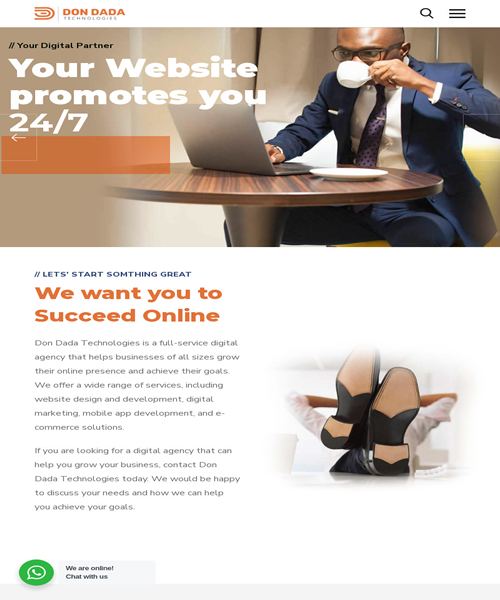 DON DADA
TECHNOLOGIES
// Your Digital Partner
Your Website
promotes you
24/7
// LETS' START SOMTHING GREAT
We want you to
Succeed Online
Don Dada Technologies is a full-service digital
agency that helps businesses of all sizes grow
their online presence and achieve their goals.
We offer a wide range of services, including
website design and development, digital
marketing, mobile app development, and e-
commerce solutions.
If you are looking for a digital agency that can
help you grow your business, contact Don
Dada Technologies today. We would be happy
to discuss your needs and how we can help
you achieve your goals.
We are online!
Chat with us